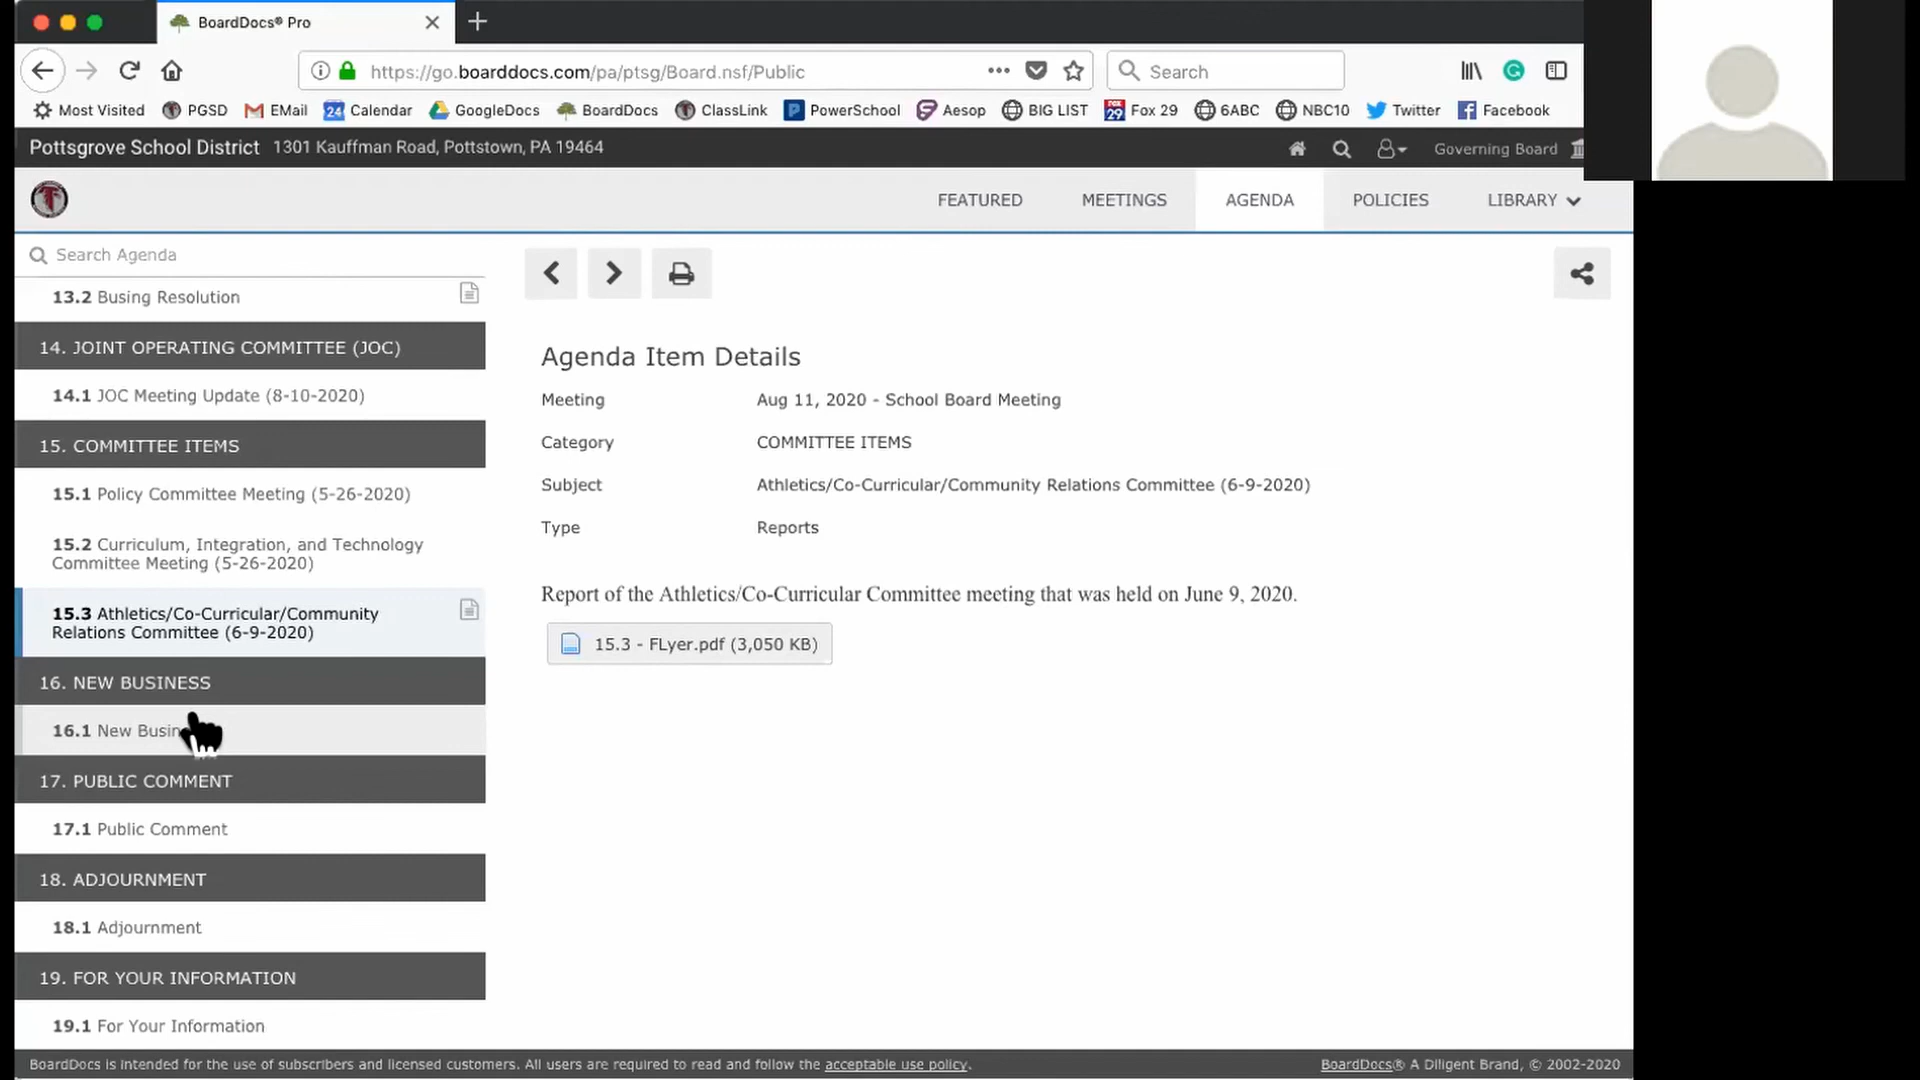 BoardDocs® Pro
https://go.boarddocs.com/pa/ptsg/Board.nsf/Public
Search
Most Visited PGSD EMail 24 Calendar GoogleDocs BoardDocs ClassLink PowerSchool Aesop BIG LIST Fox 29 6ABC NBC10 Twitter Facebook
Pottsgrove School District 1301 Kauffman Road, Pottstown, PA 19464
Governing Board
FEATURED MEETINGS AGENDA POLICIES LIBRARY
Search Agenda
13.2 Busing Resolution
14. JOINT OPERATING COMMITTEE (JOC)
14.1 JOC Meeting Update (8-10-2020)
15. COMMITTEE ITEMS
15.1 Policy Committee Meeting (5-26-2020)
15.2 Curriculum, Integration, and Technology
Committee Meeting (5-26-2020)
15.3 Athletics/Co-Curricular/Community
Relations Committee (6-9-2020)
16. NEW BUSINESS
16.1 New Busin
17. PUBLIC COMMENT
17.1 Public Comment
18. ADJOURNMENT
18.1 Adjournment
19. FOR YOUR INFORMATION
19.1 For Your Information
Agenda Item Details
Meeting Aug 11, 2020 - School Board Meeting
Category COMMITTEE ITEMS
Subject Athletics/Co-Curricular/Community Relations Committee (6-9-2020)
Type Reports
Report of the Athletics/Co-Curricular Committee meeting that was held on June 9, 2020.
15.3 - FLyer.pdf (3,050 KB)
BoardDocs is intended for the use of subscribers and licensed customers. All users are required to read and follow the acceptable use policy.
BoardDocs® A Diligent Brand, © 2002-2020